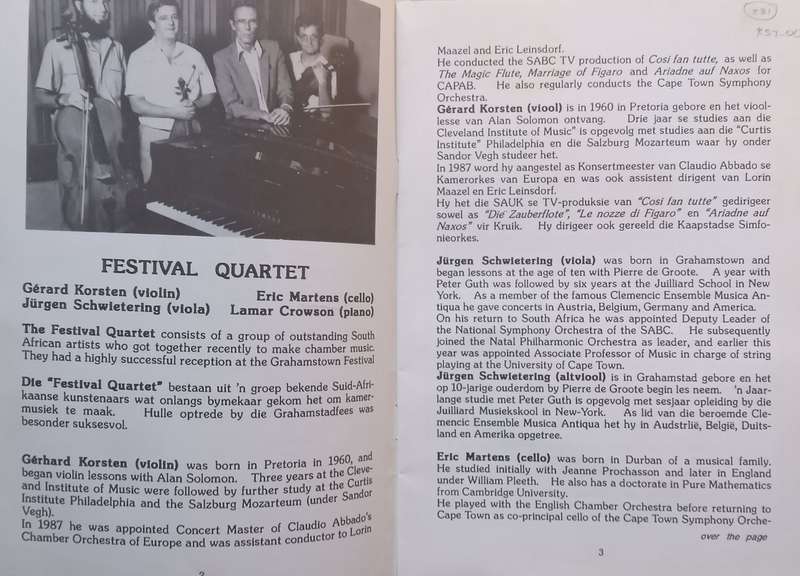 FESTIVAL QUARTET
Gérard Korsten (violin) Eric Martens (cello)
Jürgen Schwietering (viola) Lamar Crowson (piano)
The Festival Quartet consists of a group of outstanding South
African artists who got together recently to make chamber music.
They had a highly successful reception at the Grahamstown Festival
Die "Festival Quartet" bestaan uit 'n groep bekende Suid-Afri-
kaanse kunstenaars wat onlangs bymekaar gekom het om kamer-
musiek te maak. Hulle optrede by die Grahamstadfees was
besonder suksesvol.
Gérhard Korsten (violin) was born in Pretoria in 1960, and
began violin lessons with Alan Solomon. Three years at the Cleve-
and Institute of Music were followed by further study at the Curtis
Institute Philadelphia and the Salzburg Mozarteum (under Sandor
Vegh).
In 1987 he was appointed Concert Master of Claudio Abbado's
Chamber Orchestra of Europe and was assistant conductor to Lorin
2
Maazel and Eric Leinsdorf.
He conducted the SABC TV production of Cosi fan tutte, as well as
The Magic Flute, Marriage of Figaro and Ariadne auf Naxos for
CAPAB. He also regularly conducts the Cape Town Symphony
Orchestra.
Gérard Korsten (viool) is in 1960 in Pretoria gebore en het viool-
lesse van Alan Solomon ontvang. Drie jaar se studies aan die
Cleveland Institute of Music" is opgevolg met studies aan die "Curtis
Institute" Philadelphia en die Salzburg Mozarteum waar hy onder
Sandor Vegh studeer het.
In 1987 word hy aangestel as Konsertmeester van Claudio Abbado se
Kamerorkes van Europa en was ook assistent dirigent van Lorin
Maazel en Eric Leinsdorf.
Hy het die SAUK se TV-produksie van "Cosi fan tutte" gedirigeer
sowel as "Die Zauberflote", "Le nozze di Figaro" en "Ariadne auf
Naxos" vir Kruik. Hy dirigeer ook gereeld die Kaapstadse Simfo-
nieorkes.
Jürgen Schwietering (viola) was born in Grahamstown and
began lessons at the age of ten with Pierre de Groote. A year with
Peter Guth was followed by six years at the Juilliard School in New
York. As a member of the famous Clemencic Ensemble Musica An-
tiqua he gave concerts in Austria, Belgium, Germany and America.
On his return to South Africa he was appointed Deputy Leader of
the National Symphony Orchestra of the SABC. He subsequently
joined the Natal Philharmonic Orchestra as leader, and earlier this
year was appointed Associate Professor of Music in charge of string
playing at the University of Cape Town.
Jürgen Schwietering (altviool) is in Grahamstad gebore en het
op 10-jarige ouderdom by Pierre de Groote begin les neem. 'n Jaar-
lange studie met Peter Guth is opgevolg met sesjaar opleiding by die
Juilliard Musiekskool in New-York. As lid van die beroemde Cle-
mencic Ensemble Musica Antiqua het hy in Audstrlië, België, Duits-
land en Amerika opgetree.
Eric Martens (cello) was born in Durban of a musical family.
He studied initially with Jeanne Prochasson and later in England
under William Pleeth. He also has a doctorate in Pure Mathematics
from Cambridge University.
He played with the English Chamber Orchestra before returning to
Cape Town as co-principal cello of the Cape Town Symphony Orche-
over the page
3